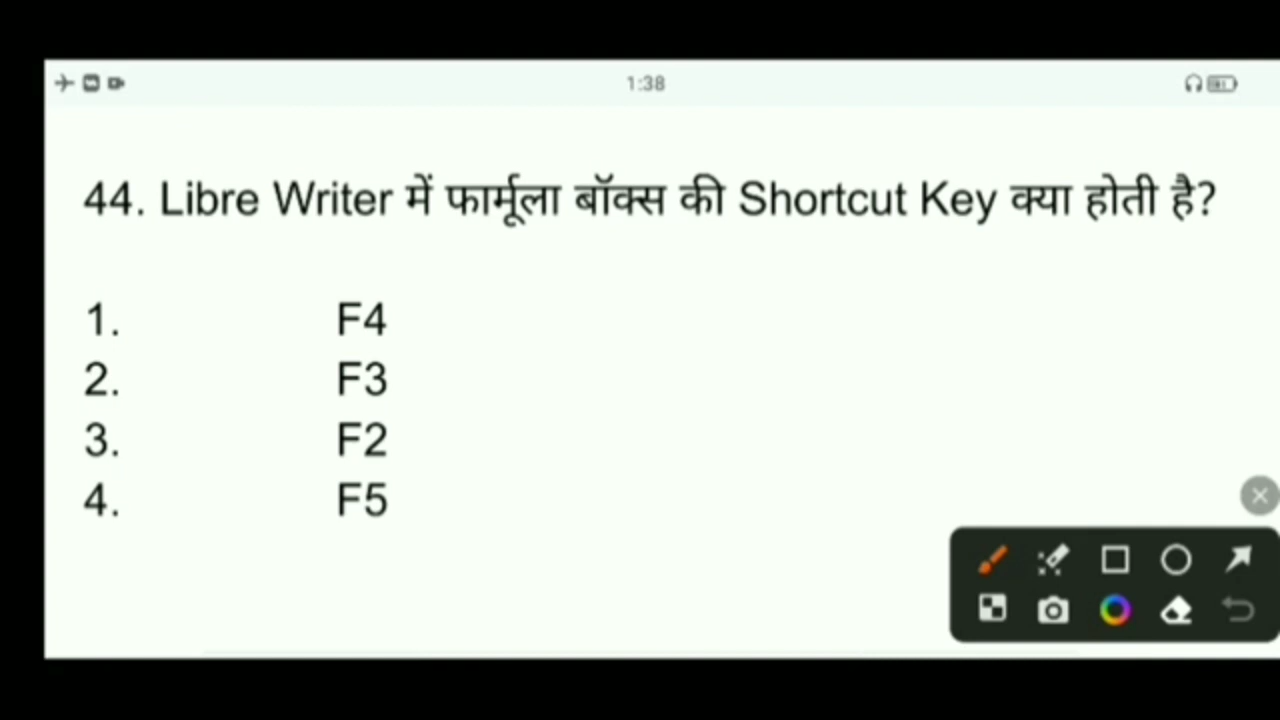 1:38
44. Libre Writer में फार्मूला बॉक्स की Shortcut Key क्या होती है?
1. F4
2. F3
3. F2
4. F5